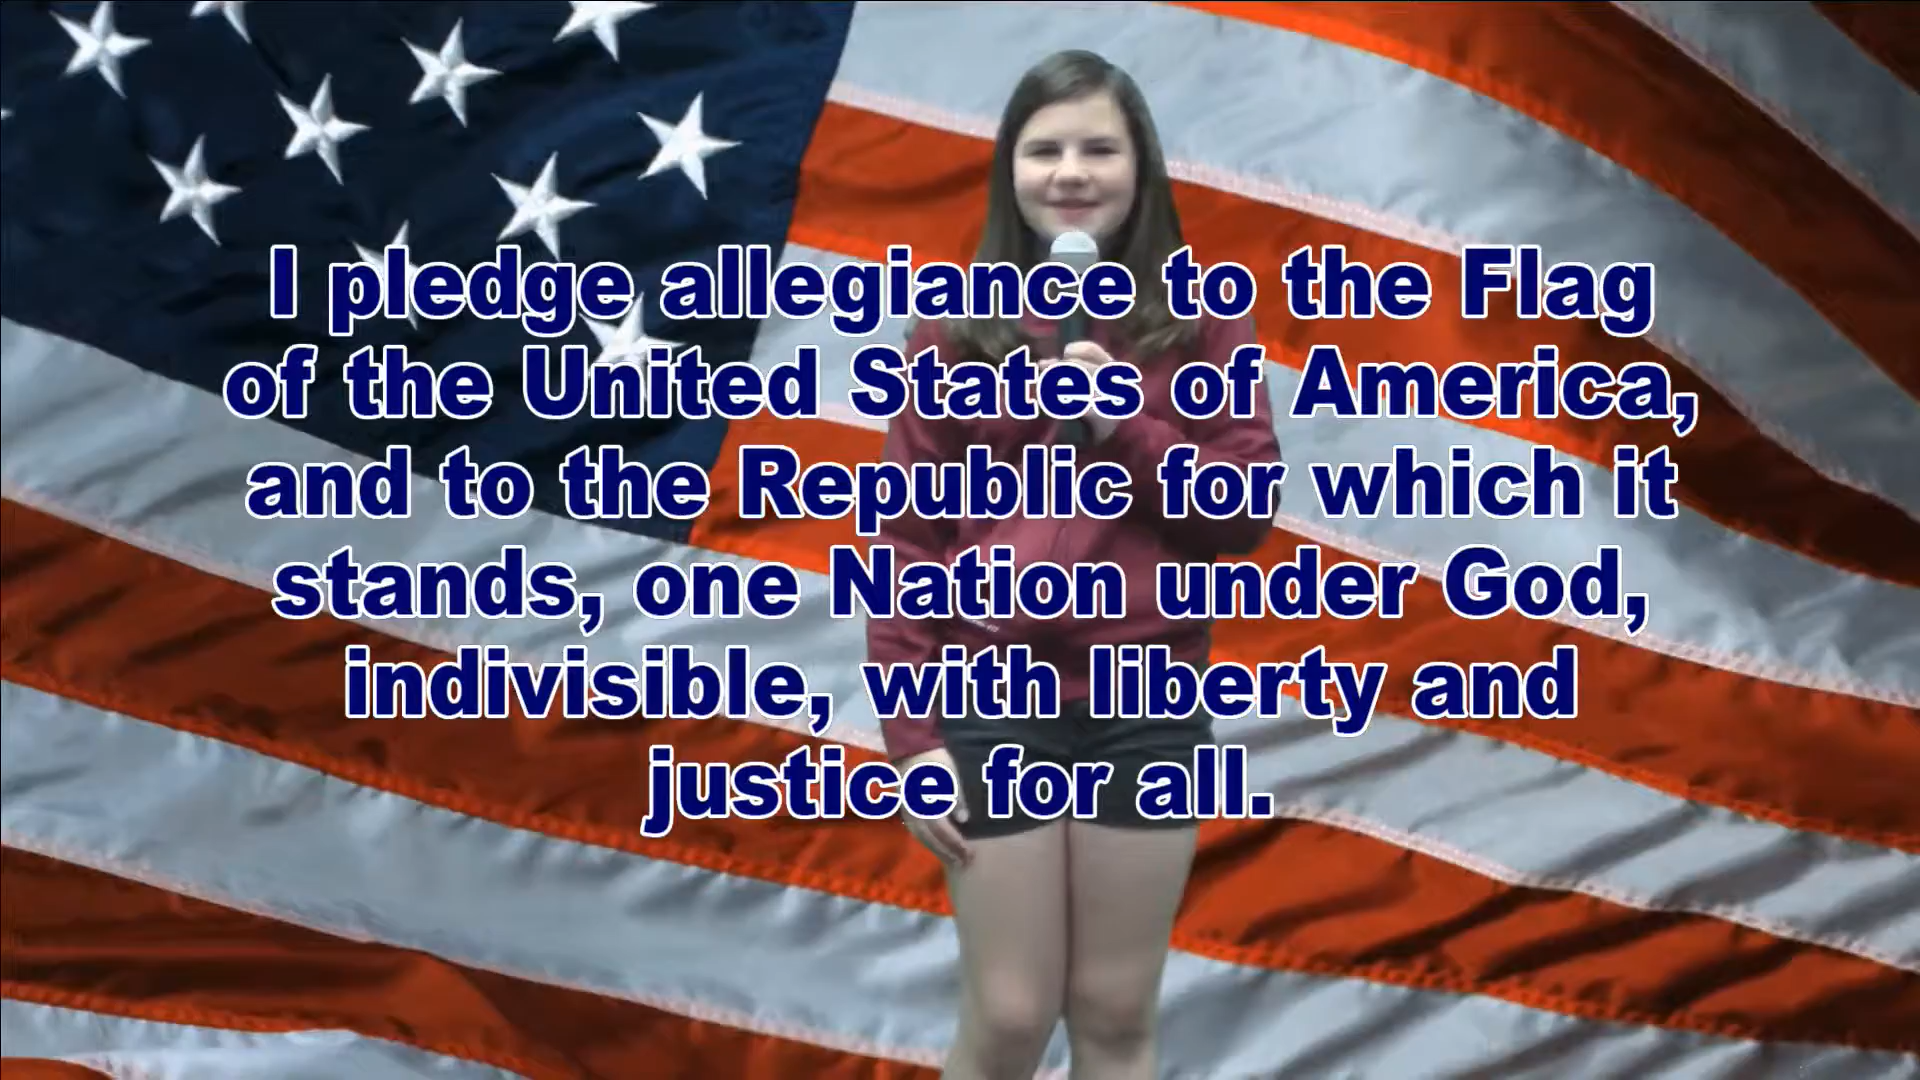 I pledge allegiance to the Flag
of the United States of America,
and to the Republic for which it
stands, one Nation under God,
indivisible, with liberty and
justice for all.